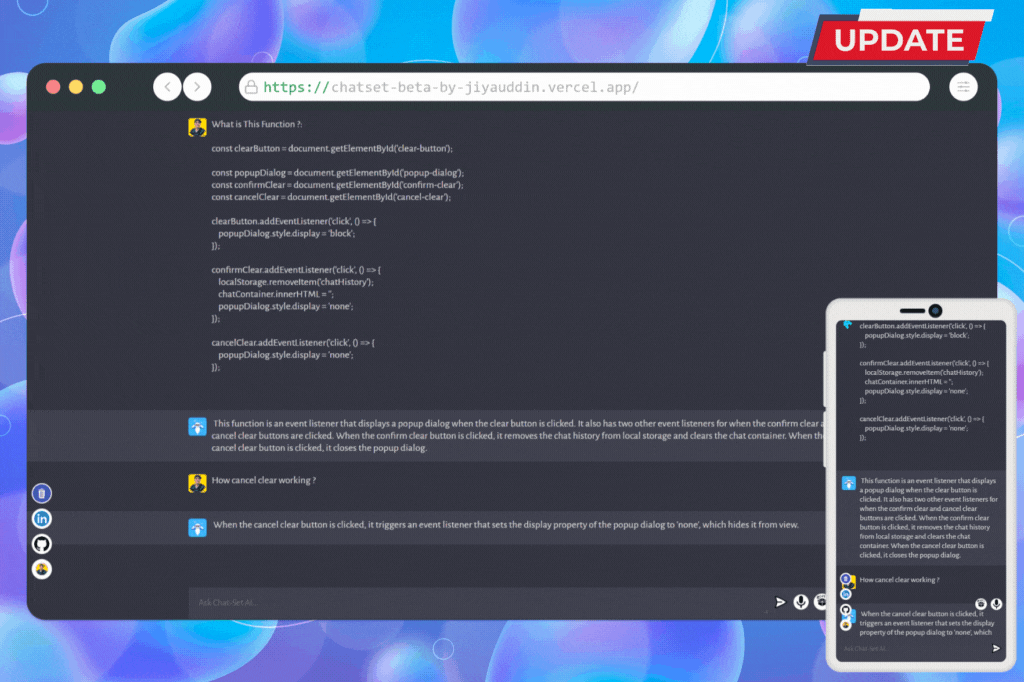 UPDATE
https://chatset-beta-by-jiyauddin.vercel.app/
What is This Function ?:
const clearButton = document.getElementById('clear-button');
const popupDialog = document.getElementById('popup-dialog');
const confirmClear = document.getElementById('confirm-clear');
const cancelClear = document.getElementById('cancel-clear');
clearButton.addEventListener('click', () => {
popupDialog.style.display = 'block';
});
confirmClear.addEventListener('click', () => {
localStorage.removeItem('chatHistory');
chatContainer.innerHTML = '';
popupDialog.style.display = 'none';
});
cancelClear.addEventListener('click', () => {
popupDialog.style.display = 'none';
});
This function is an event listener that displays a popup dialog when the clear button is clicked. It also has two other event listeners for when the confirm clear
cancel clear buttons are clicked. When the confirm clear button is clicked, it removes the chat history from local storage and clears the chat container. When the
cancel clear button is clicked, it closes the popup dialog.
How cancel clear working ?
When the cancel clear button is clicked, it triggers an event listener that sets the display property of the popup dialog to 'none', which hides it from view.
Ask Chat-Set AI...
in
clearButton.addEventListener('click', () => {
popupDialog.style.display = 'block';
});
confirmClear.addEventListener('click', () => {
localStorage.removeItem('chatHistory');
chatContainer.innerHTML = '';
popupDialog.style.display = 'none';
});
cancelClear.addEventListener('click', () => {
popupDialog.style.display = 'none';
});
This function is an event listener that displays
a popup dialog when the clear button is
clicked. It also has two other event listeners for
when the confirm clear and cancel clear
buttons are clicked. When the confirm clear
button is clicked, it removes the chat history
from local storage and clears the chat
container. When the cancel clear button is
clicked, it closes the popup dialog.
How cancel clear working ?
When the cancel clear button is clicked, it
triggers an event listener that sets the display
property of the popup dialog to 'none', which
in
Ask Chat-Set AI...